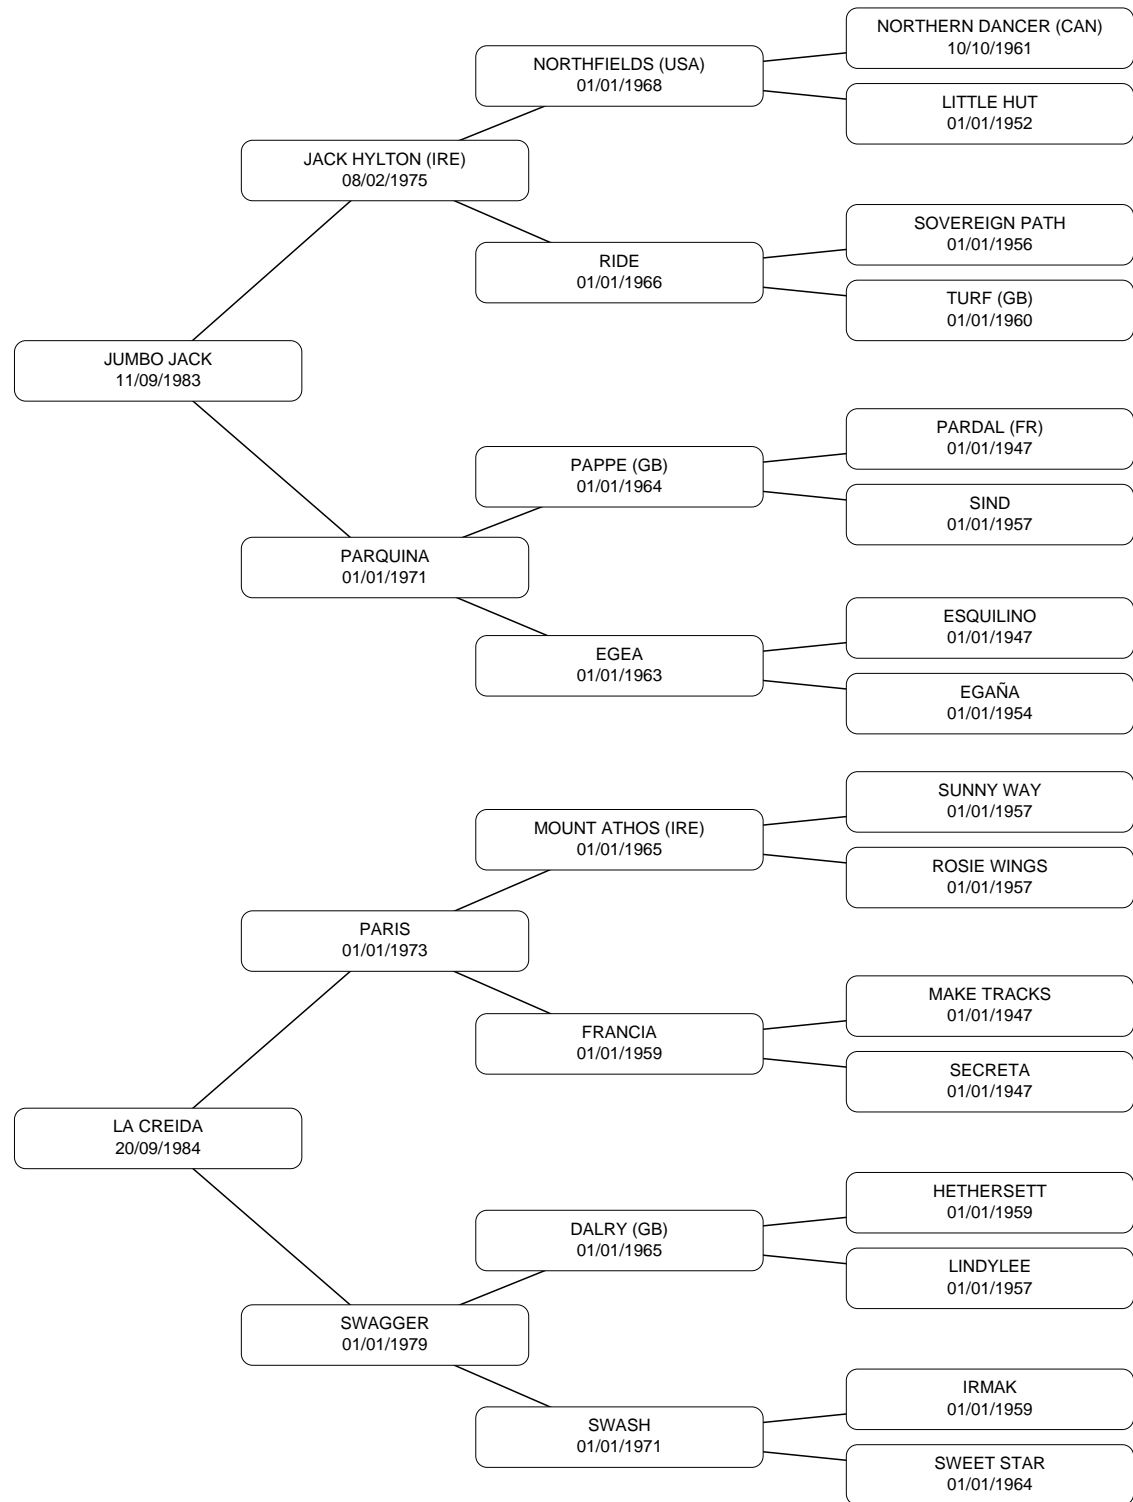 NORTHERN DANCER (CAN)
10/10/1961
NORTHFIELDS (USA)
01/01/1968
LITTLE HUT
01/01/1952
JACK HYLTON (IRE)
08/02/1975
SOVEREIGN PATH
01/01/1956
RIDE
01/01/1966
TURF (GB)
01/01/1960
JUMBO JACK
11/09/1983
PARDAL (FR)
01/01/1947
PAPPE (GB)
01/01/1964
SIND
01/01/1957
PARQUINA
01/01/1971
ESQUILINO
01/01/1947
EGEA
01/01/1963
EGAÑA
01/01/1954
SUNNY WAY
01/01/1957
MOUNT ATHOS (IRE)
01/01/1965
ROSIE WINGS
01/01/1957
PARIS
01/01/1973
MAKE TRACKS
01/01/1947
FRANCIA
01/01/1959
SECRETA
01/01/1947
LA CREIDA
20/09/1984
HETHERSETT
01/01/1959
DALRY (GB)
01/01/1965
LINDYLEE
01/01/1957
SWAGGER
01/01/1979
IRMAK
01/01/1959
SWASH
01/01/1971
SWEET STAR
01/01/1964